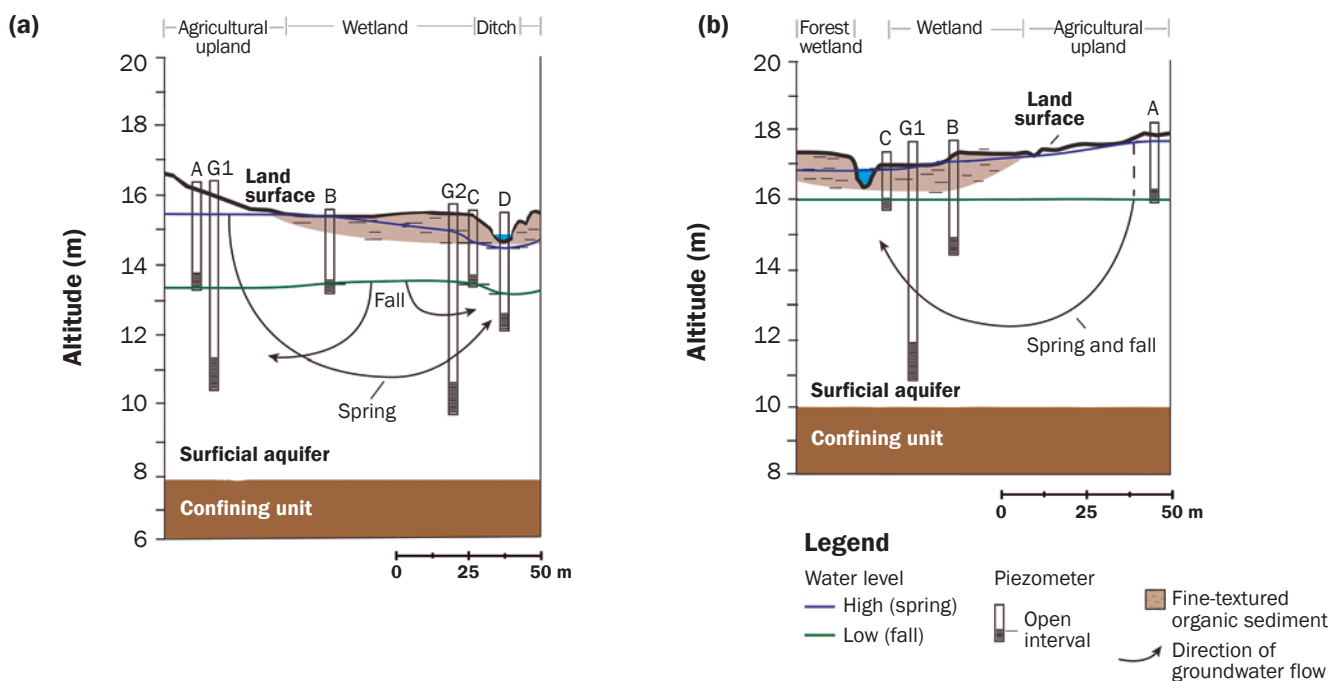 (a)
Agricultural
upland
Wetland
Ditch
20
18
16
14
12
10
8
6
Altitude (m)
A
G1
Land
surface
B
G2
C
D
Fall
Spring
Surficial aquifer
Confining unit
0
25
50 m
(b)
Forest
wetland
Wetland
Agricultural
upland
20
18
17
16
14
12
10
8
Altitude (m)
C
G1
B
Land
surface
A
Spring and fall
Surficial aquifer
Confining unit
0
25
50 m
Legend
Water level
High (spring)
Low (fall)
Piezometer
Open
interval
Fine-textured
organic sediment
Direction of
groundwater flow